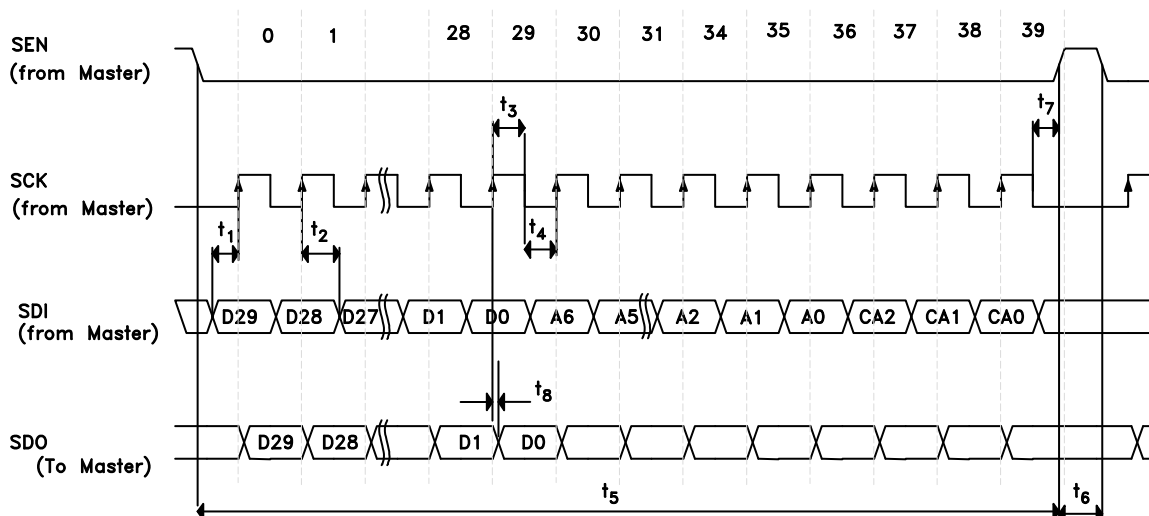 0 1 28 29 30 31 34 35 36 37 38 39
SEN
(from Master)
t3 t7
SCK
(from Master)
t1 t2 t4
SDI
(from Master)
D29 D28 D27 D1 D0 A6 A5 A2 A1 A0 CA2 CA1 CA0
t8
SDO
(To Master)
D29 D28 D1 D0
t5 t6